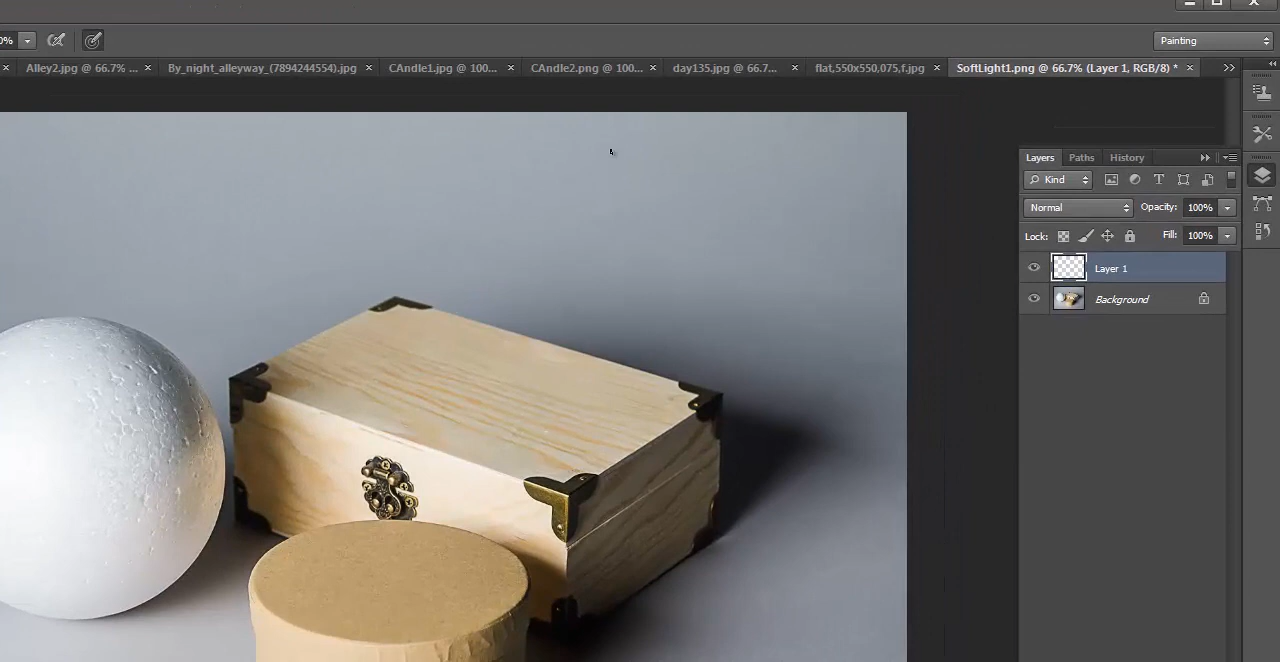 0%
Painting
Alley2.jpg @ 66.7% ... × By_night_alleyway_(7894244554).jpg × CAndle1.jpg @ 100... × CAndle2.png @ 100... × day135.jpg @ 66.7... × flat,550x550,075,f.jpg × SoftLight1.png @ 66.7% (Layer 1, RGB/8) * ×
Layers Paths History
Kind
Normal Opacity: 100%
Lock: Fill: 100%
Layer 1
Background